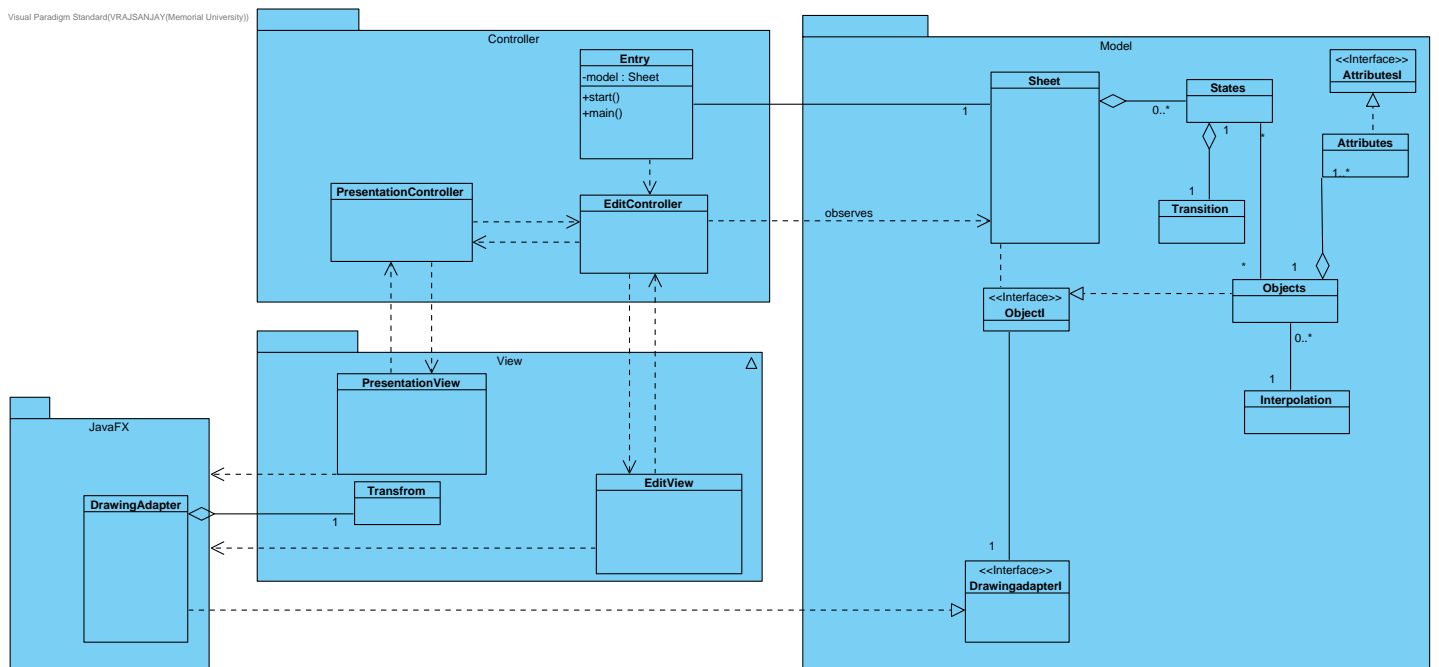 Visual Paradigm Standard(VRAJSANJAY(Memorial University))
Controller
Entry
-model : Sheet
+start()
+main()
PresentationController
EditController
observes
1
Model
Sheet
0..*
States
1
*
1
Transition
<<Interface>>
AttributesI
Attributes
1..*
*
1
Objects
<<Interface>>
ObjectI
0..*
1
Interpolation
1
<<Interface>>
DrawingadapterI
View
PresentationView
Transfrom
1
EditView
JavaFX
DrawingAdapter